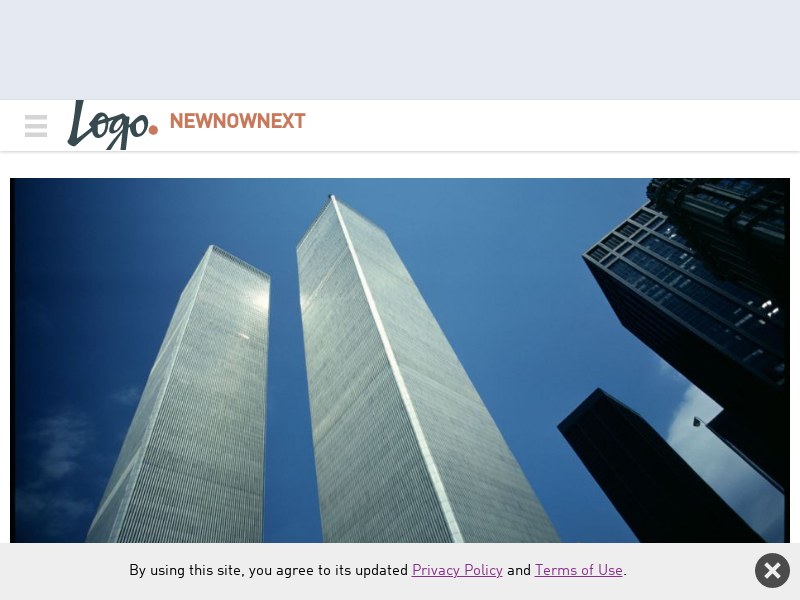 Logo.
NEWNOWNEXT
By using this site, you agree to its updated Privacy Policy and Terms of Use.